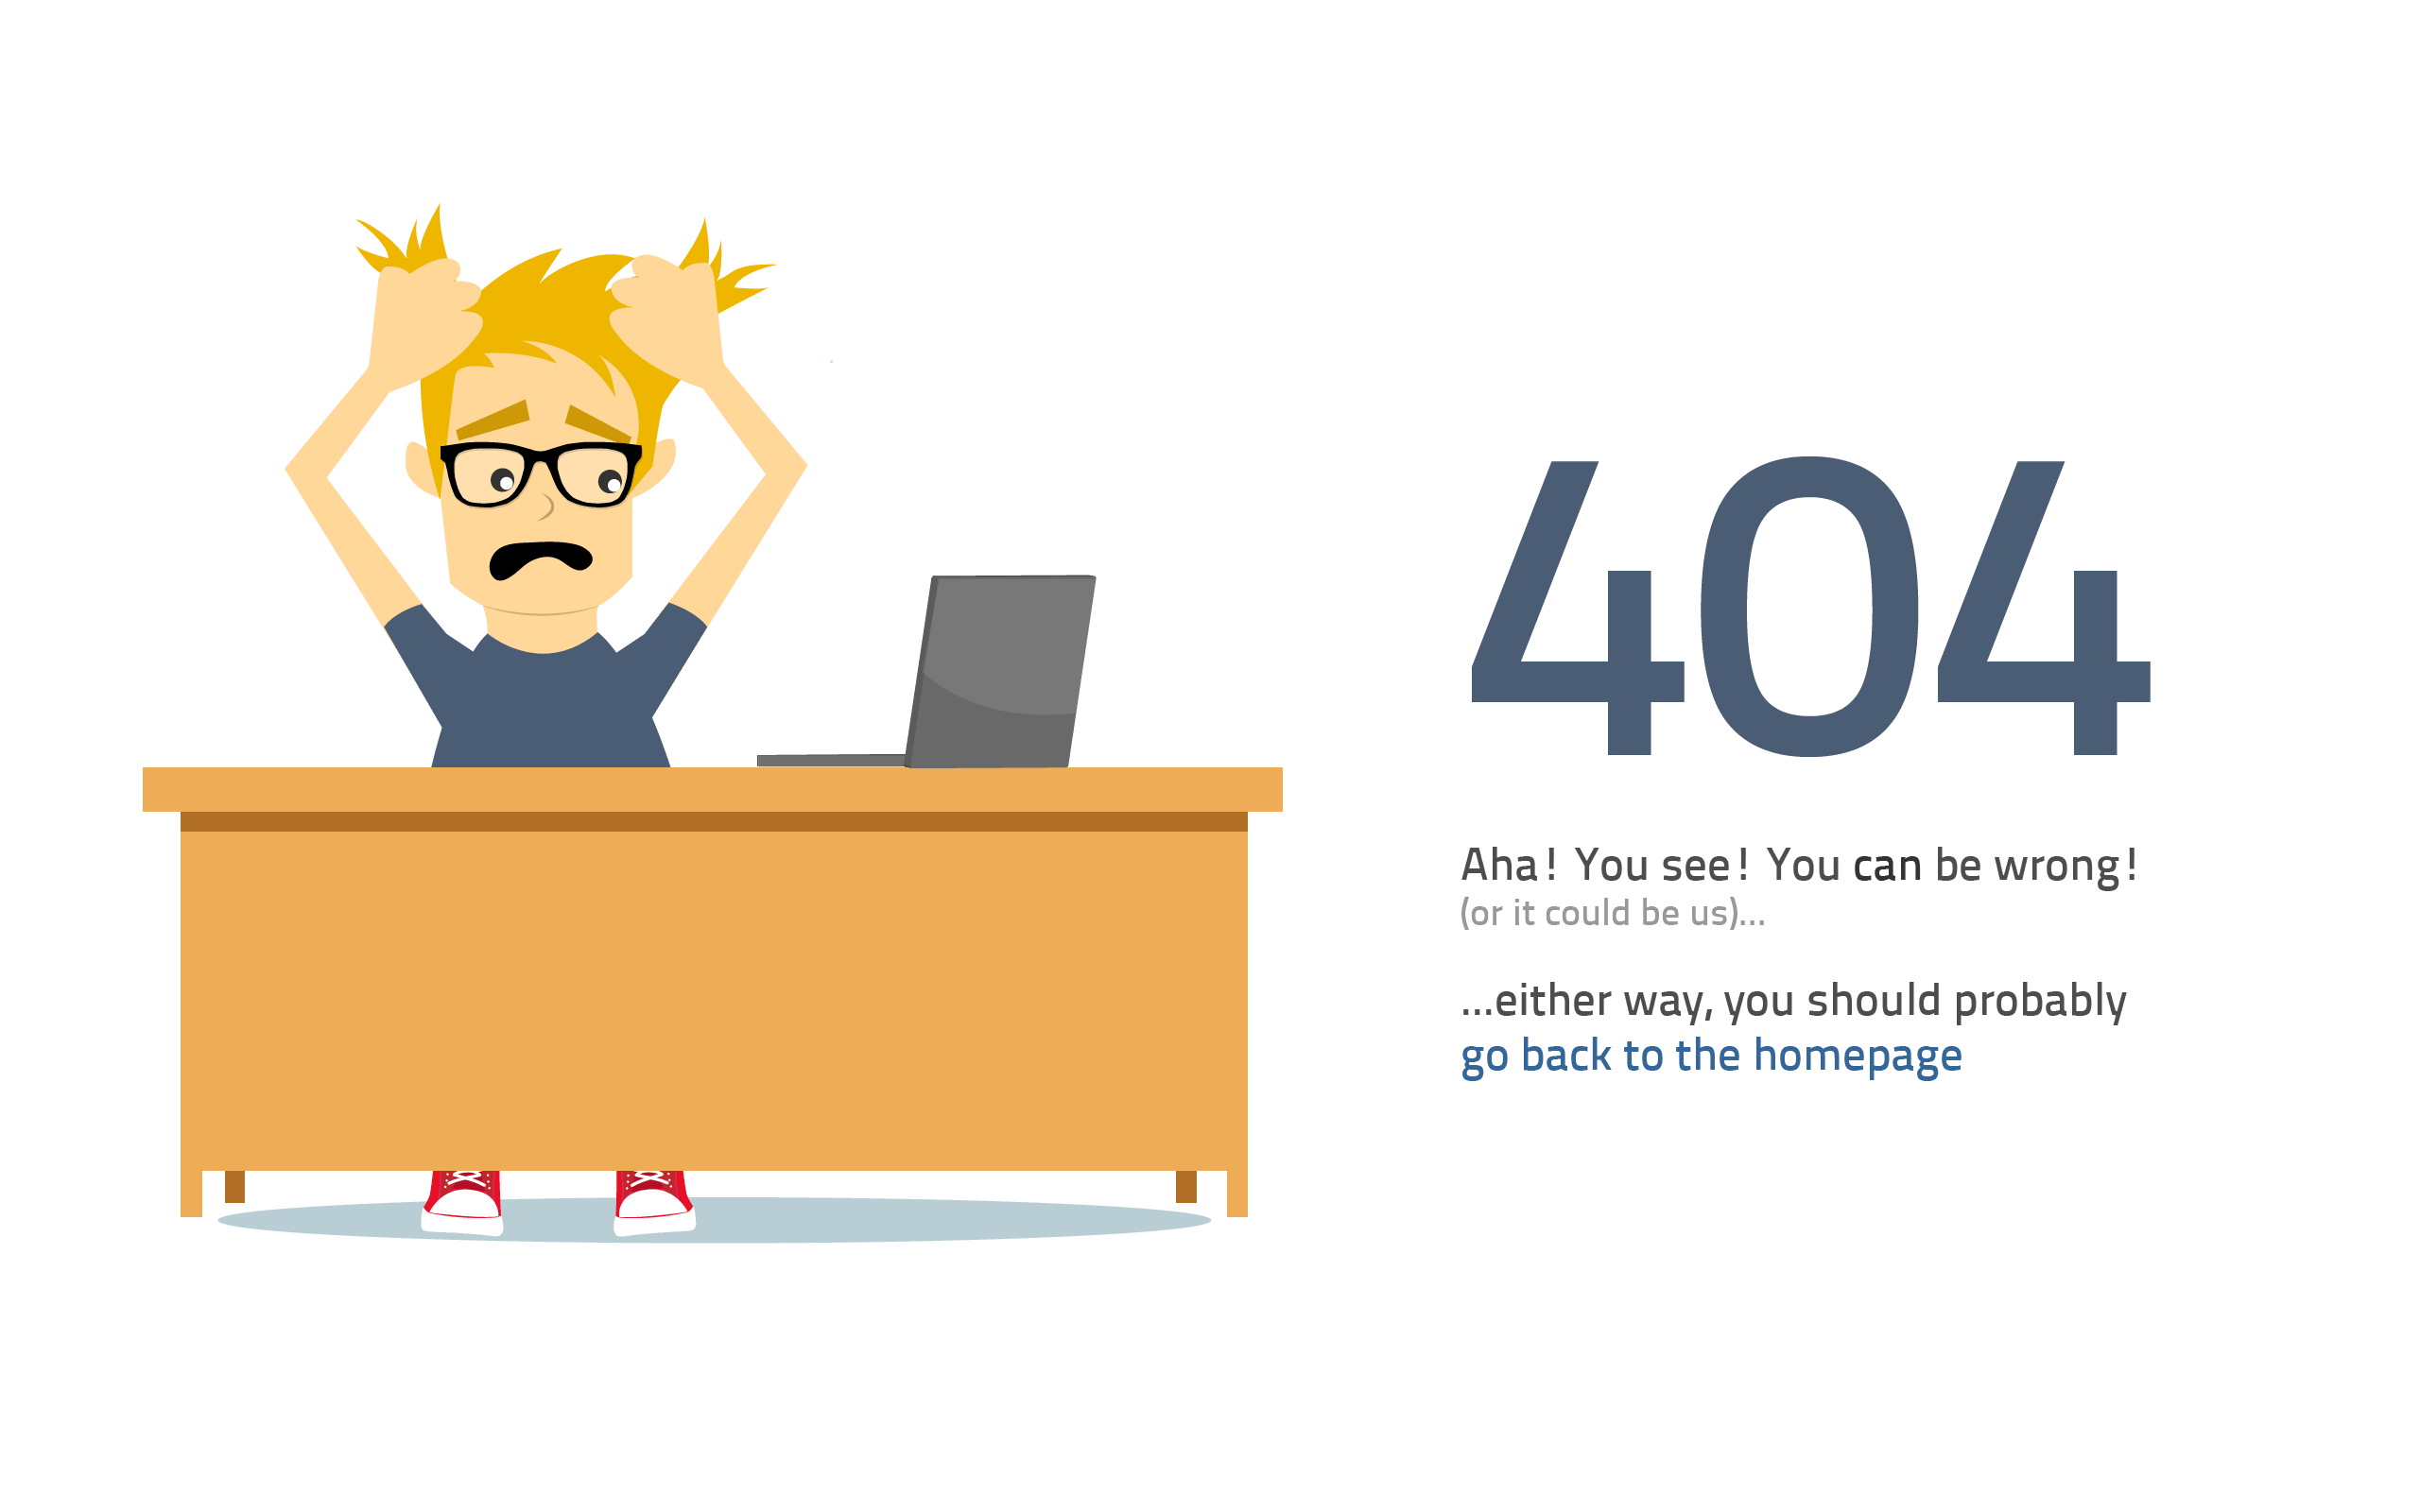 404
Aha! You see! You can be wrong!
(or it could be us)...
...either way, you should probably
go back to the homepage